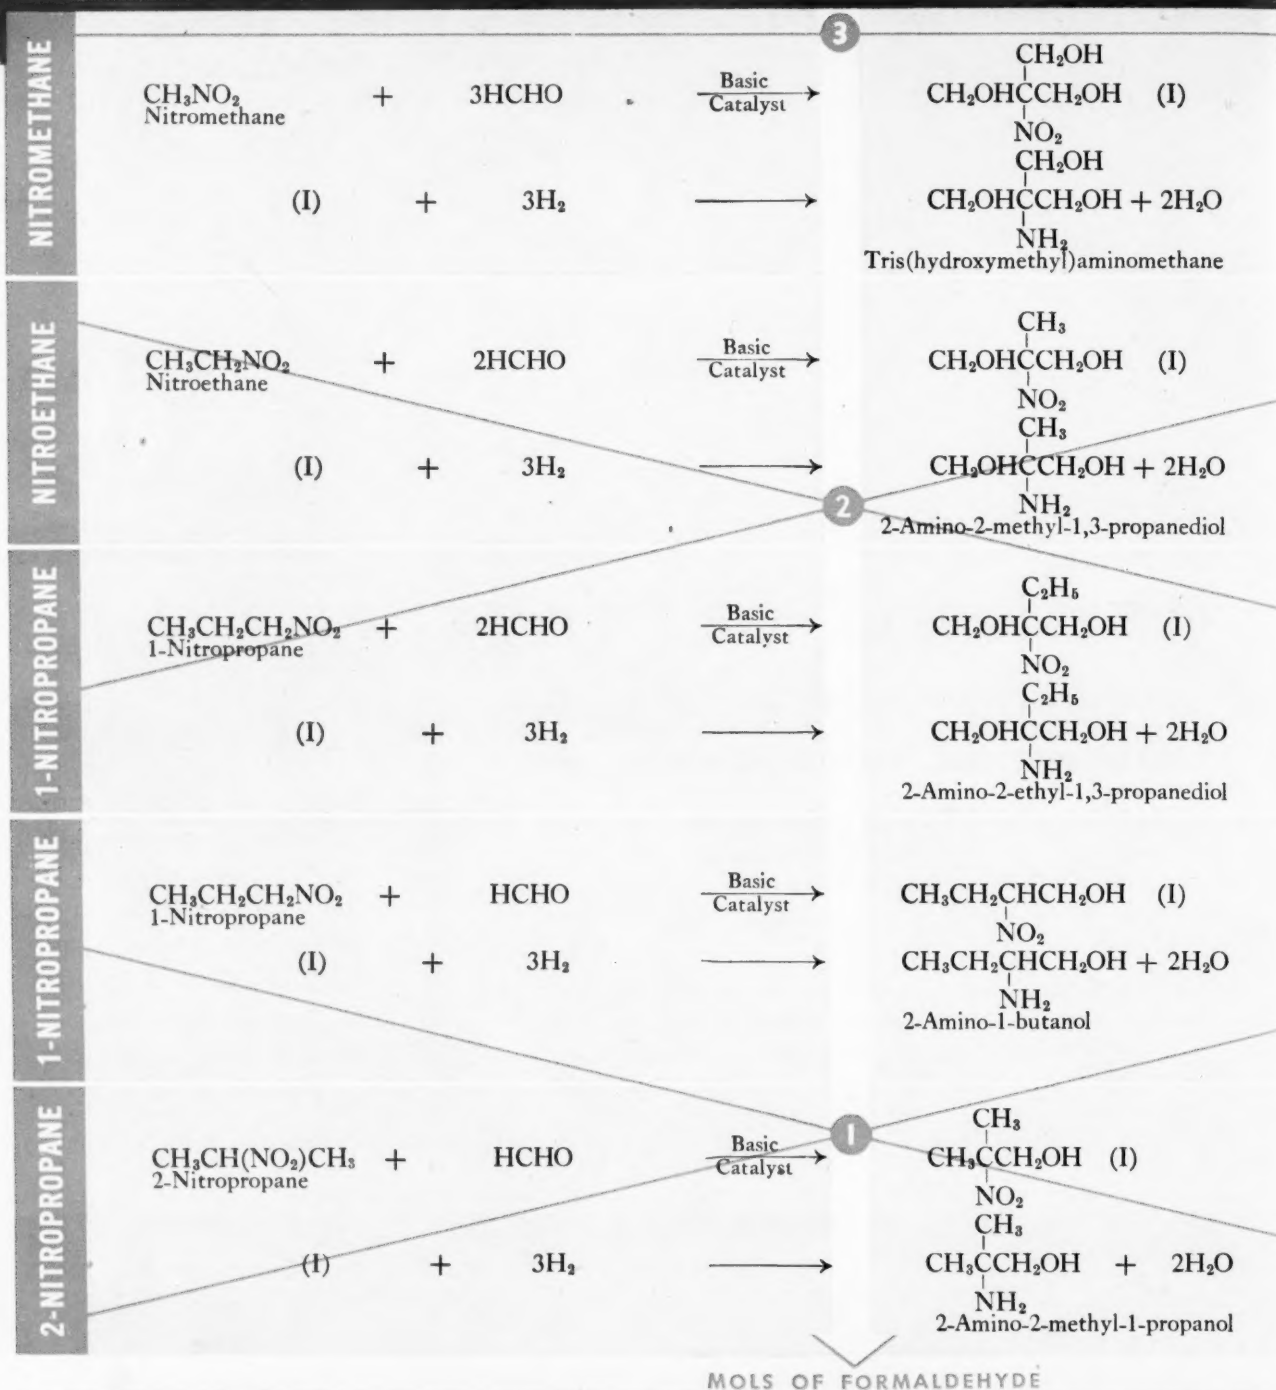 3
NITROMETHANE
CH₂OH
CH₃NO₂ + 3HCHO Basic Catalyst → CH₂OHCCH₂OH (I)
Nitromethane
NO₂
CH₂OH
(I) + 3H₂ → CH₂OHCCH₂OH + 2H₂O
NH₂
Tris(hydroxymethyl)aminomethane
NITROETHANE
CH₃
CH₃CH₂NO₂ + 2HCHO Basic Catalyst → CH₂OHCCH₂OH (I)
Nitroethane
NO₂
CH₃
(I) + 3H₂ → CH₂OHCCH₂OH + 2H₂O
2
NH₂
2-Amino-2-methyl-1,3-propanediol
1-NITROPROPANE
C₂H₅
CH₃CH₂CH₂NO₂ + 2HCHO Basic Catalyst → CH₂OHCCH₂OH (I)
1-Nitropropane
NO₂
C₂H₅
(I) + 3H₂ → CH₂OHCCH₂OH + 2H₂O
NH₂
2-Amino-2-ethyl-1,3-propanediol
1-NITROPROPANE
CH₃CH₂CH₂NO₂ + HCHO Basic Catalyst → CH₃CH₂CHCH₂OH (I)
1-Nitropropane
NO₂
(I) + 3H₂ → CH₃CH₂CHCH₂OH + 2H₂O
NH₂
2-Amino-1-butanol
2-NITROPROPANE
1
CH₃
CH₃CH(NO₂)CH₃ + HCHO Basic Catalyst → CH₃CCH₂OH (I)
2-Nitropropane
NO₂
CH₃
(I) + 3H₂ → CH₃CCH₂OH + 2H₂O
NH₂
2-Amino-2-methyl-1-propanol
MOLS OF FORMALDEHYDE